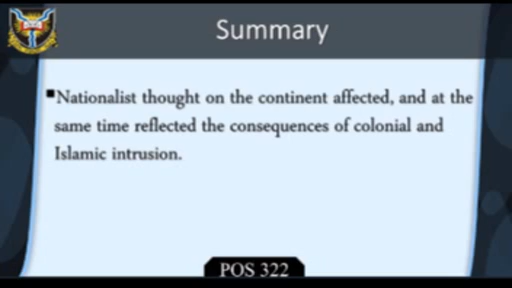 Summary
▪Nationalist thought on the continent affected, and at the
same time reflected the consequences of colonial and
Islamic intrusion.
POS 322